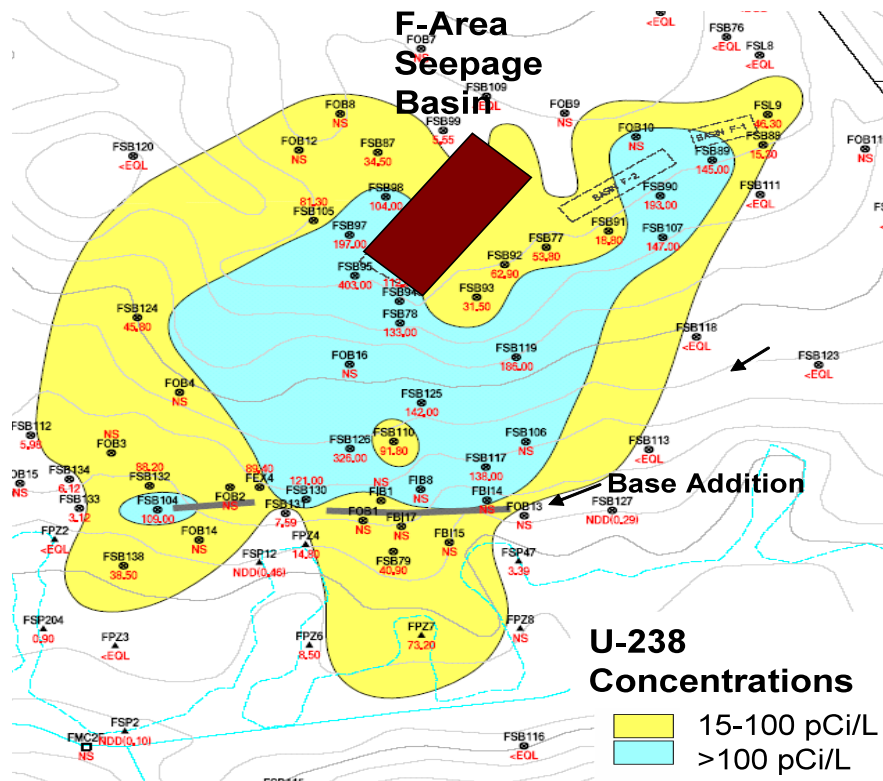 F-Area
Seepage
Basin
FOB7
NS
FSB76
<EQL
FSL8
<EQL
FSB109
EQL
FOB8
NS
FSB99
5.55
FOB9
NS
FSL9
46.30
FOB12
NS
FSB87
34.50
FOB10
NS
BASIN F-1
FSB88
15.70
FSB120
<EQL
FSB89
145.00
BASIN F-2
FSB98
104.00
FSB90
193.00
FSB111
<EQL
81.30
FSB105
FSB97
197.00
FSB91
18.80
FSB107
147.00
FSB77
53.80
FSB92
62.90
FSB95
403.00
FSB94
FSB93
31.50
FSB78
133.00
FSB124
45.80
FSB118
<EQL
FSB119
186.00
FSB123
<EQL
FOB16
NS
FOB4
NS
FSB125
142.00
FSB112
5.98
NS
FOB3
FSB110
91.80
FSB126
326.00
FSB106
NS
FSB113
<EQL
FSB117
138.00
FSB134
6.12
88.20
FSB132
89.40
FEX4
121.00
FSB130
NS
FIB1
FIB8
NS
Base Addition
FOB2
NS
FBI14
NS
FSB133
3.12
FSB104
109.00
FSB131
7.59
FOB1
NS
FBI17
NS
FOB13
NS
FSB127
NDD(0.29)
FPZ2
<EQL
FOB14
NS
FPZ4
14.80
FBI15
NS
FSB138
38.50
FSP12
NDD(0.46)
FSB79
40.90
FSP47
3.39
FSP204
0.90
FPZ3
<EQL
FPZ6
8.50
FPZ7
73.20
FPZ8
NS
U-238
Concentrations
15-100 pCi/L
>100 pCi/L
FSP2
NDD(0.10)
NS
FSB116
<EQL